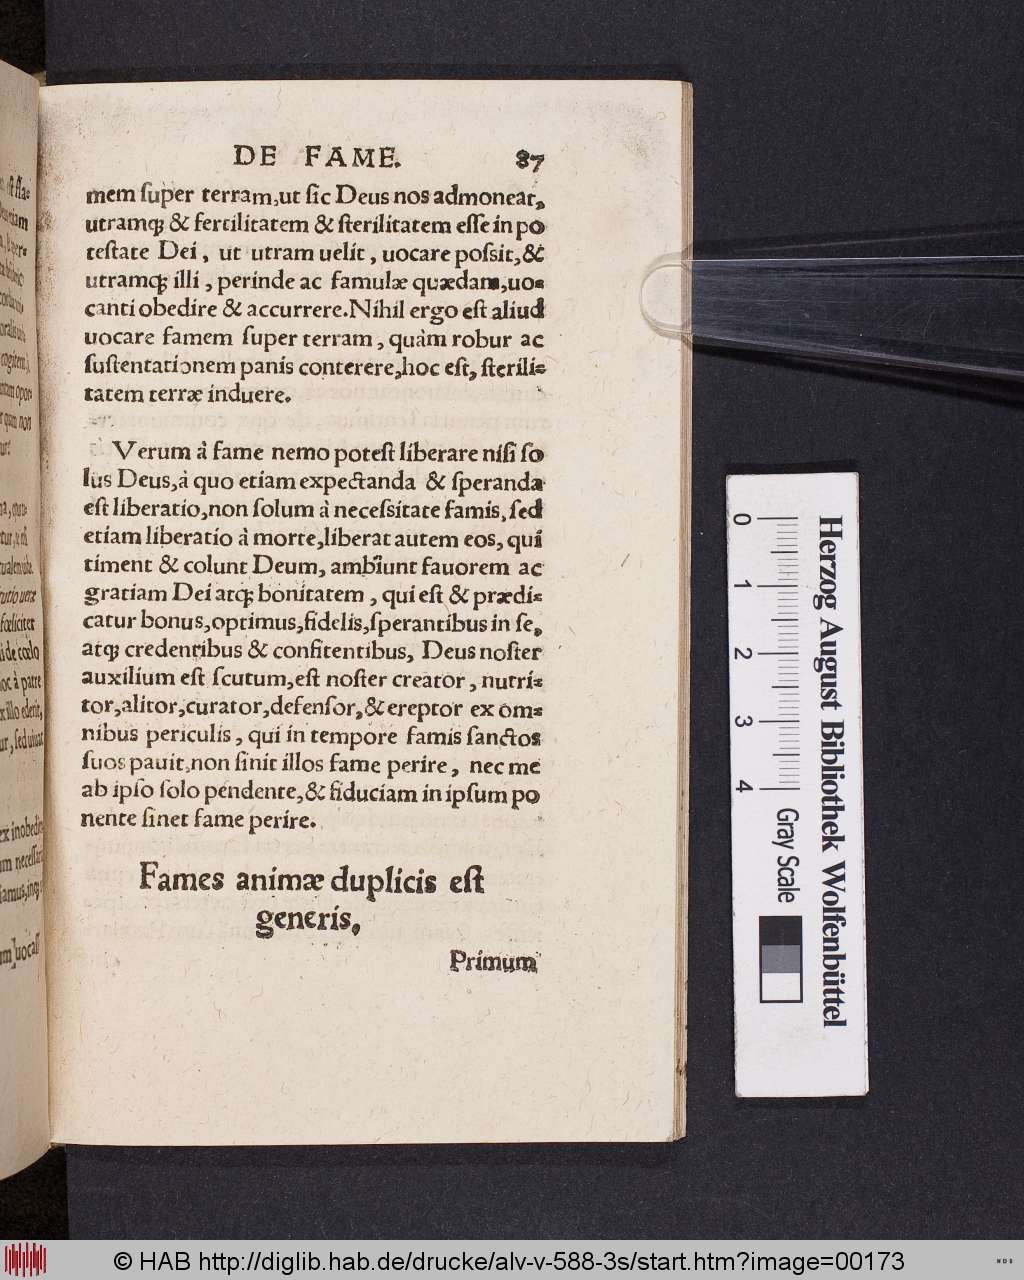 DE FAME. 87
mem ſuper terram, ut ſic Deus nos admoneat,
utramq; & fertilitatem & ſterilitatem eſſe in po
teſtate Dei, ut utram uelit, uocare poſsit, &
utramq; illi, perinde ac famulæ quædam, uo=
canti obedire & accurrere. Nihil ergo eſt aliud
uocare famem ſuper terram, quàm robur ac
ſuſtentationem panis conterere, hoc eſt, ſterili=
tatem terræ induere.
Verum à fame nemo poteſt liberare niſi ſo
lus Deus, à quo etiam expectanda & ſperanda
eſt liberatio, non ſolum à neceſsitate famis, ſed
etiam liberatio à morte, liberat autem eos, qui
timent & colunt Deum, ambiunt fauorem ac
gratiam Dei atq; bonitatem, qui eſt & prædi=
catur bonus, optimus, fidelis, ſperantibus in ſe,
atq; credentibus & confitentibus, Deus noſter
auxilium eſt ſcutum, eſt noſter creator, nutri=
tor, alitor, curator, defenſor, & ereptor ex om=
nibus periculis, qui in tempore famis ſanctos
ſuos pauit, non ſinit illos fame perire, nec me
ab ipſo ſolo pendente, & fiduciam in ipſum po
nente ſinet fame perire.
Fames animæ duplicis eſt
generis,
Primum
Herzog August Bibliothek Wolfenbüttel
0 1 2 3 4 Gray Scale
© HAB http://diglib.hab.de/drucke/alv-v-588-3s/start.htm?image=00173